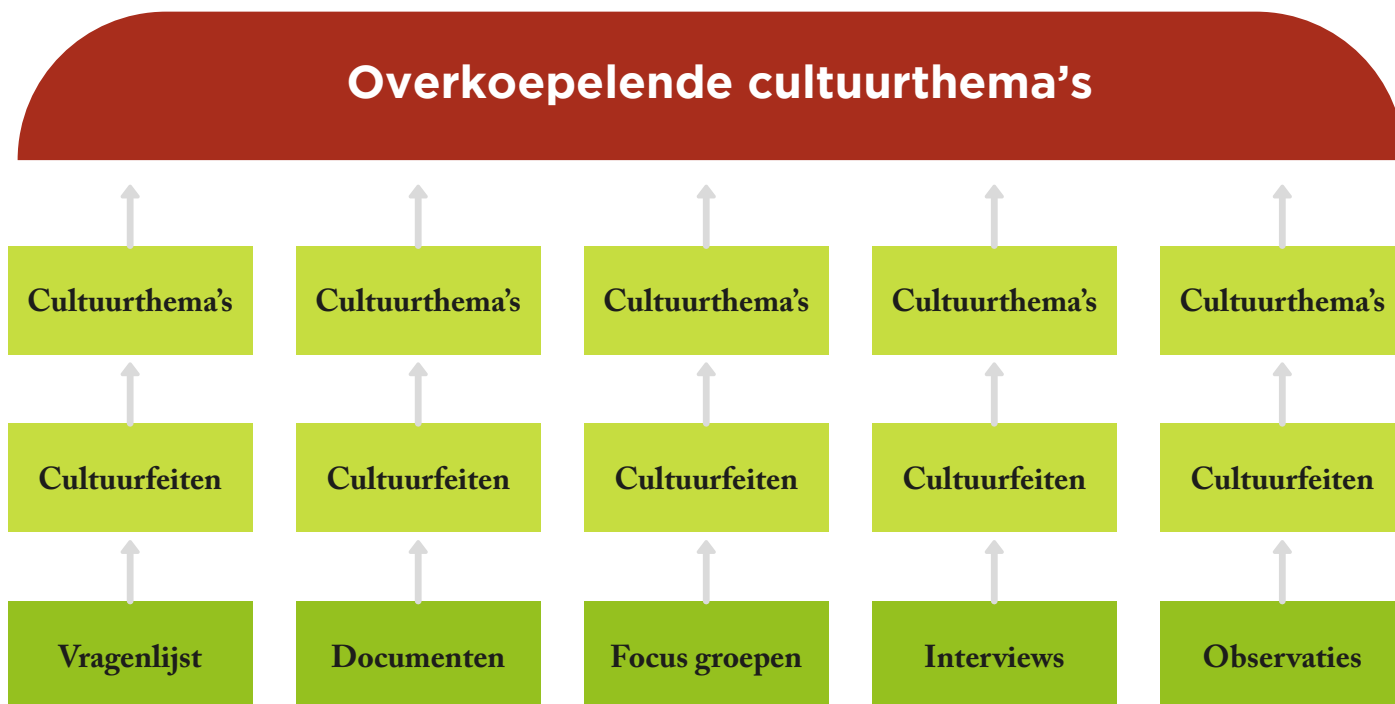 Overkoepelende cultuurthema’s
Cultuurthema’s
Cultuurthema’s
Cultuurthema’s
Cultuurthema’s
Cultuurthema’s
Cultuurfeiten
Cultuurfeiten
Cultuurfeiten
Cultuurfeiten
Cultuurfeiten
Vragenlijst
Documenten
Focus groepen
Interviews
Observaties